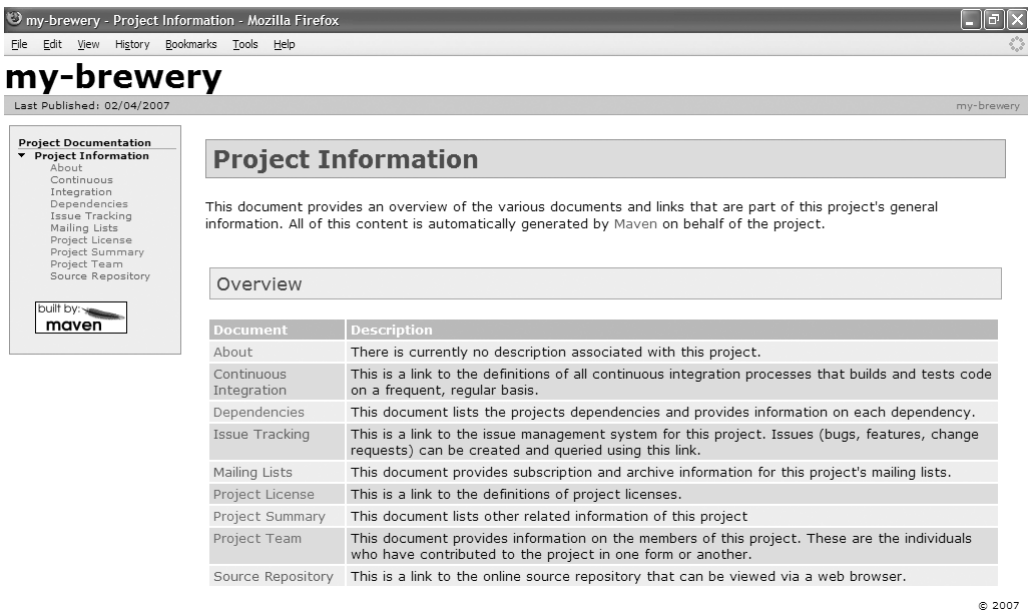 my-brewery - Project Information - Mozilla Firefox
File Edit View History Bookmarks Tools Help
my-brewery
Last Published: 02/04/2007
my-brewery
Project Documentation
Project Information
About
Continuous
Integration
Dependencies
Issue Tracking
Mailing Lists
Project License
Project Summary
Project Team
Source Repository
built by:
maven
Project Information
This document provides an overview of the various documents and links that are part of this project's general
information. All of this content is automatically generated by Maven on behalf of the project.
Overview
Document Description
About There is currently no description associated with this project.
Continuous This is a link to the definitions of all continuous integration processes that builds and tests code
Integration on a frequent, regular basis.
Dependencies This document lists the projects dependencies and provides information on each dependency.
Issue Tracking This is a link to the issue management system for this project. Issues (bugs, features, change
requests) can be created and queried using this link.
Mailing Lists This document provides subscription and archive information for this project's mailing lists.
Project License This is a link to the definitions of project licenses.
Project Summary This document lists other related information of this project
Project Team This document provides information on the members of this project. These are the individuals
who have contributed to the project in one form or another.
Source Repository This is a link to the online source repository that can be viewed via a web browser.
© 2007